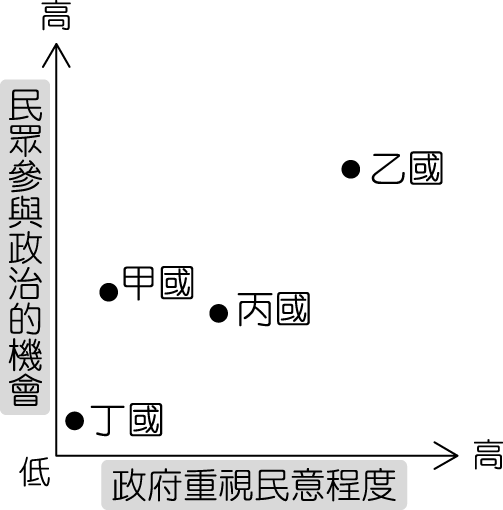 高
民眾參與政治的機會
乙國
甲國
丙國
丁國
低
政府重視民意程度
高